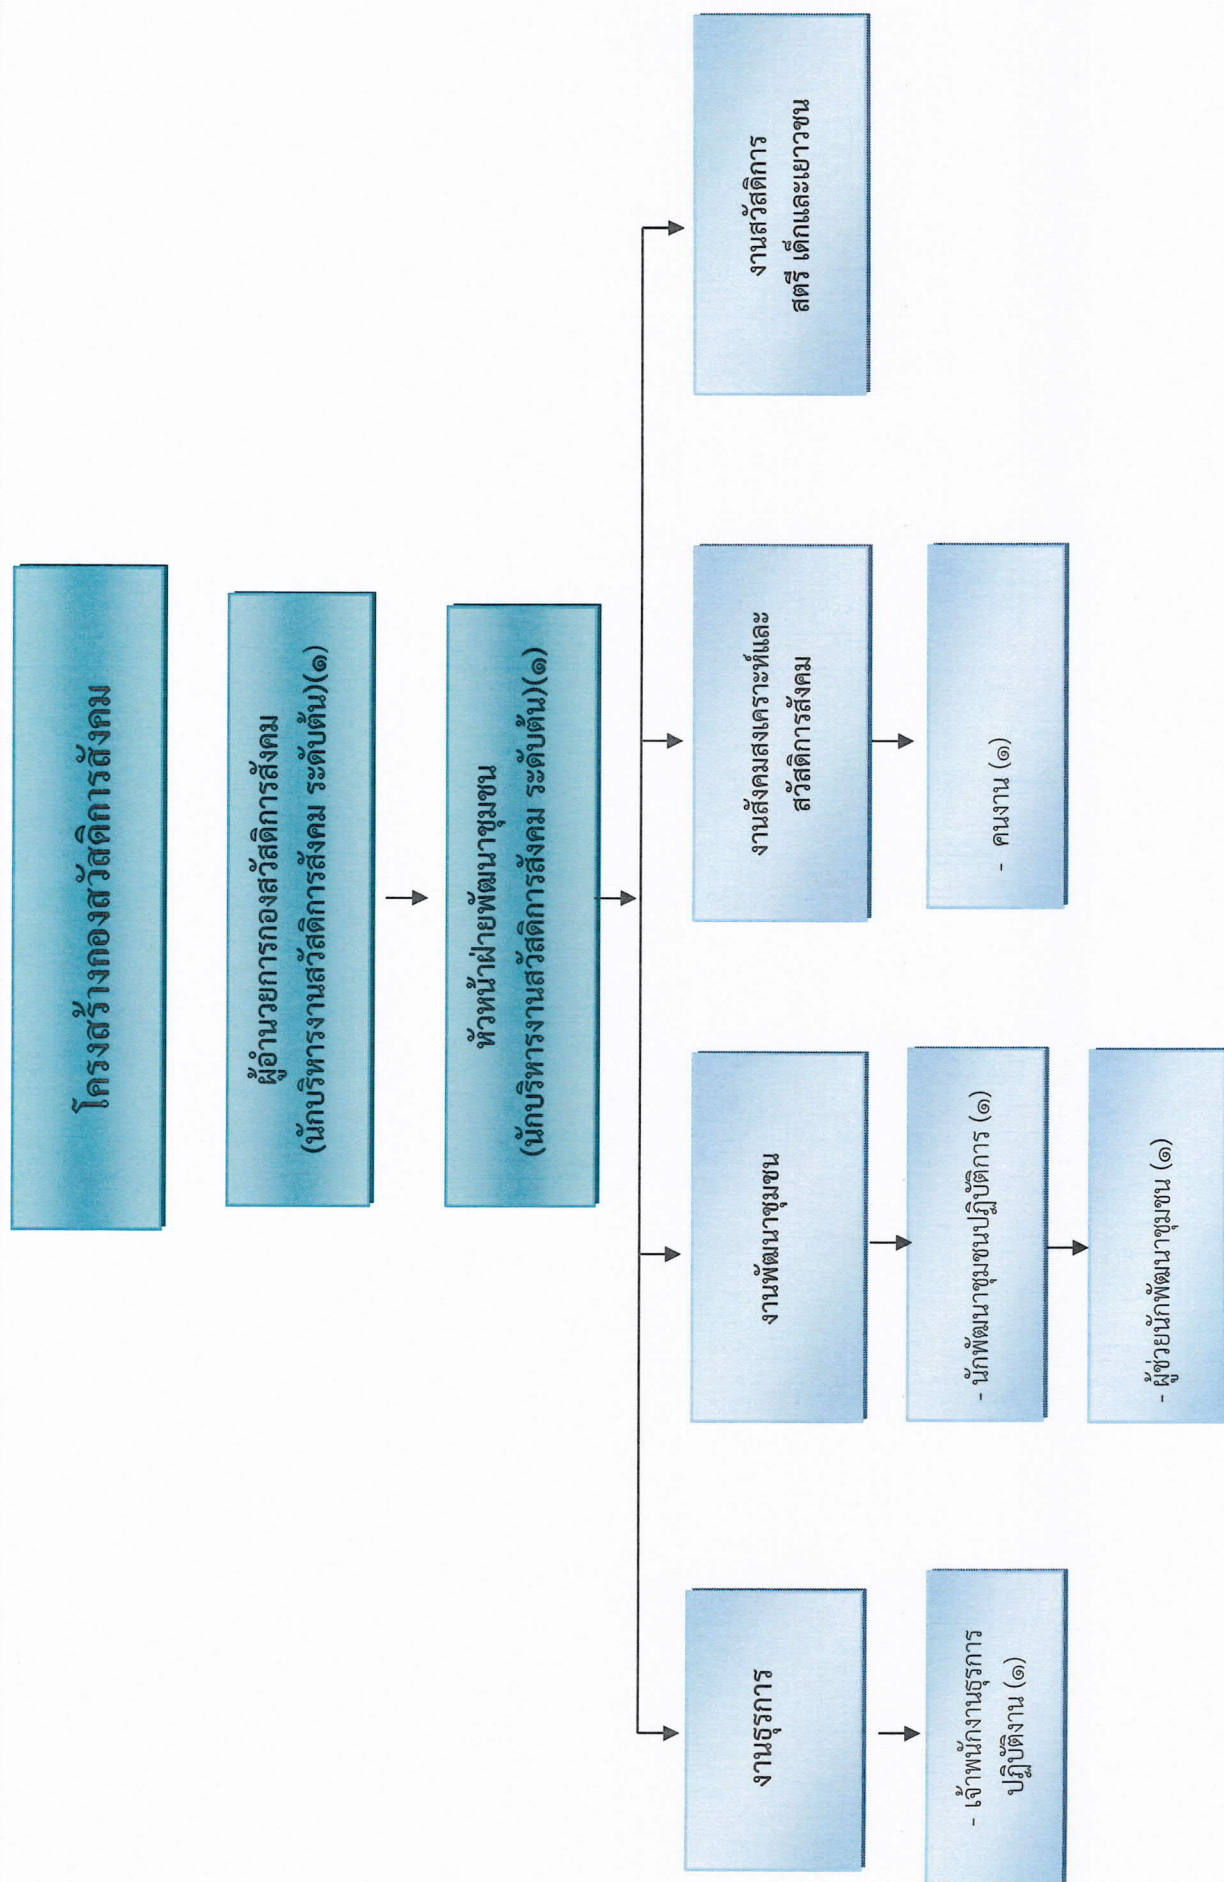 โครงสร้างกองสวัสดิการสังคม
ผู้อำนวยการกองสวัสดิการสังคม
(นักบริหารงานสวัสดิการสังคม ระดับต้น)(๑)
หัวหน้าฝ่ายพัฒนาชุมชน
(นักบริหารงานสวัสดิการสังคม ระดับต้น)(๑)
งานธุรการ
- เจ้าพนักงานธุรการ
ปฏิบัติงาน (๑)
งานพัฒนาชุมชน
- นักพัฒนาชุมชนปฏิบัติการ (๑)
- ผู้ช่วยนักพัฒนาชุมชน (๑)
งานสังคมสงเคราะห์และ
สวัสดิการสังคม
- คนงาน (๑)
งานสวัสดิการ
สตรี เด็กและเยาวชน